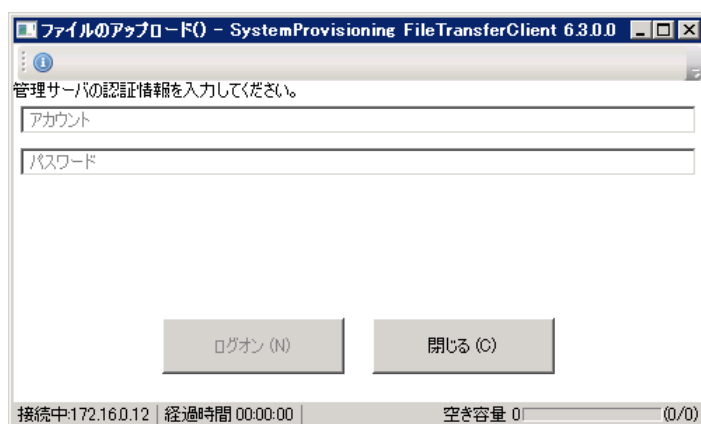 ファイルのアップロード() - SystemProvisioning FileTransferClient 6.3.0.0
管理サーバの認証情報を入力してください。
アカウント
パスワード
ログオン (N) 閉じる (C)
接続中:172.16.0.12 経過時間 00:00:00 空き容量 0 (0/0)